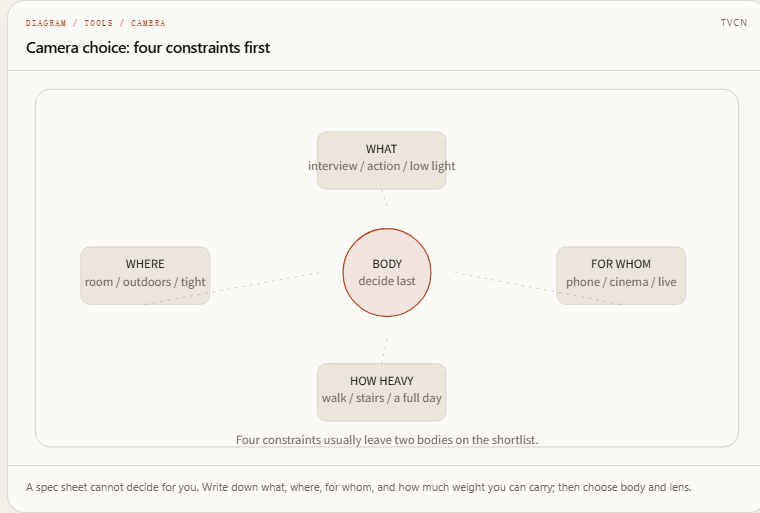 DIAGRAM / TOOLS / CAMERA
TVCN
Camera choice: four constraints first
WHAT
interview / action / low light
WHERE
room / outdoors / tight
BODY
decide last
FOR WHOM
phone / cinema / live
HOW HEAVY
walk / stairs / a full day
Four constraints usually leave two bodies on the shortlist.
A spec sheet cannot decide for you. Write down what, where, for whom, and how much weight you can carry; then choose body and lens.